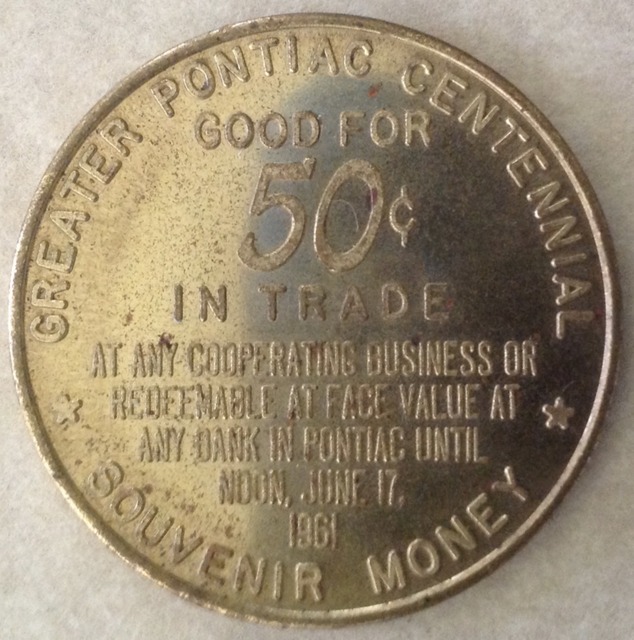 GREATER PONTIAC CENTENNIAL
GOOD FOR
50¢
IN TRADE
AT ANY COOPERATING BUSINESS OR
REDEEMABLE AT FACE VALUE AT
ANY BANK IN PONTIAC UNTIL
NOON, JUNE 17,
1961
SOUVENIR MONEY